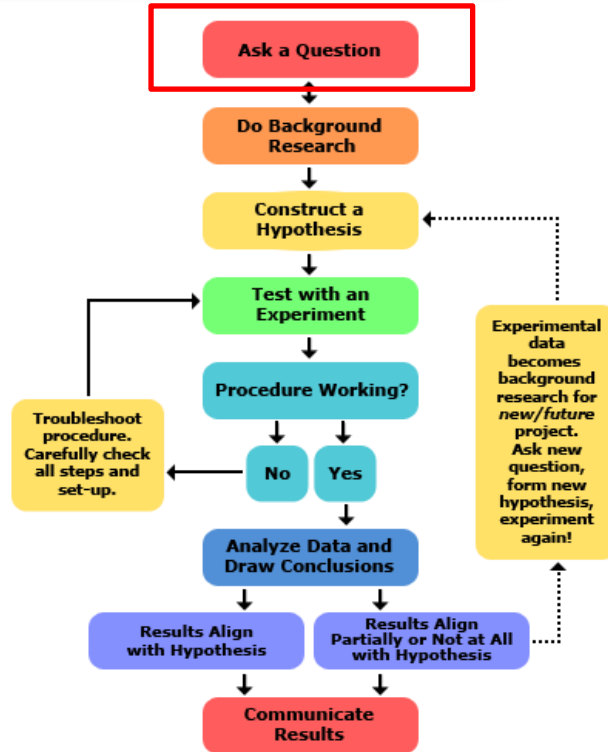 Ask a Question
Do Background
Research
Construct a
Hypothesis
Test with an
Experiment
Procedure Working?
No
Yes
Troubleshoot
procedure.
Carefully check
all steps and
set-up.
Experimental
data
becomes
background
research for
new/future
project.
Ask new
question,
form new
hypothesis,
experiment
again!
Analyze Data and
Draw Conclusions
Results Align
with Hypothesis
Results Align
Partially or Not at All
with Hypothesis
Communicate
Results